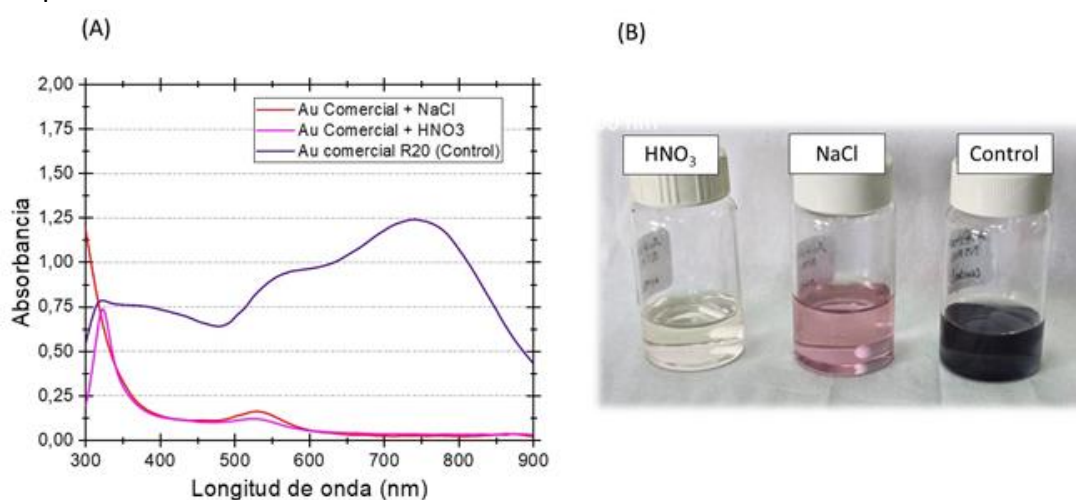 (A)
(B)
2,00
1,75
1,50
1,25
1,00
0,75
0,50
0,25
0,00
Absorbancia
Au Comercial + NaCl
Au Comercial + HNO3
Au comercial R20 (Control)
300 400 500 600 700 800 900
Longitud de onda (nm)
HNO₃ NaCl Control